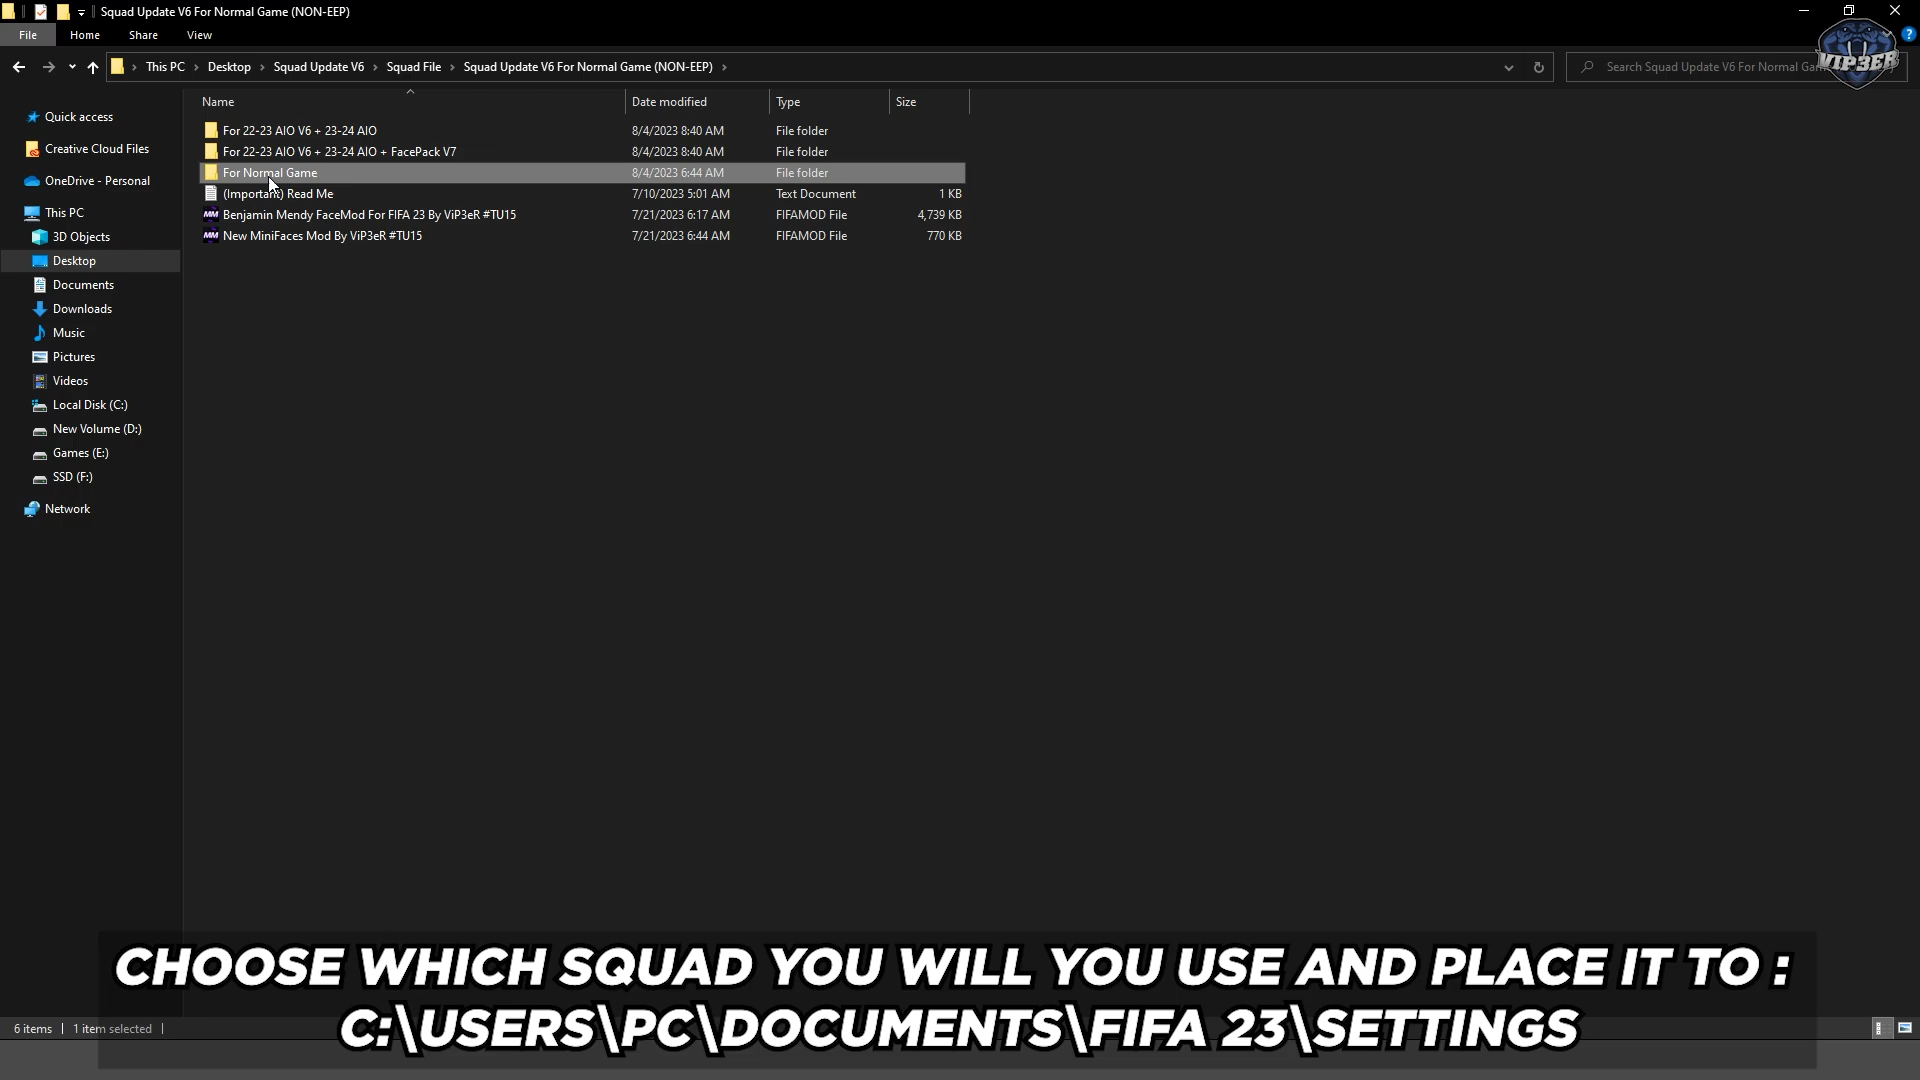 Squad Update V6 For Normal Game (NON-EEP)
File Home Share View
This PC Desktop Squad Update V6 Squad File Squad Update V6 For Normal Game (NON-EEP)
Search Squad Update V6 For Normal
VIP3ER
?
Quick access
Creative Cloud Files
OneDrive - Personal
This PC
3D Objects
Desktop
Documents
Downloads
Music
Pictures
Videos
Local Disk (C:)
New Volume (D:)
Games (E:)
SSD (F:)
Network
Name Date modified Type Size
For 22-23 AIO V6 + 23-24 AIO 8/4/2023 8:40 AM File folder
For 22-23 AIO V6 + 23-24 AIO + FacePack V7 8/4/2023 8:40 AM File folder
For Normal Game 8/4/2023 6:44 AM File folder
(Important) Read Me 7/10/2023 5:01 AM Text Document 1 KB
MM Benjamin Mendy FaceMod For FIFA 23 By ViP3eR #TU15 7/21/2023 6:17 AM FIFAMOD File 4,739 KB
MM New MiniFaces Mod By ViP3eR #TU15 7/21/2023 6:44 AM FIFAMOD File 770 KB
CHOOSE WHICH SQUAD YOU WILL YOU USE AND PLACE IT TO :
C:\USERS\PC\DOCUMENTS\FIFA 23\SETTINGS
6 items 1 item selected